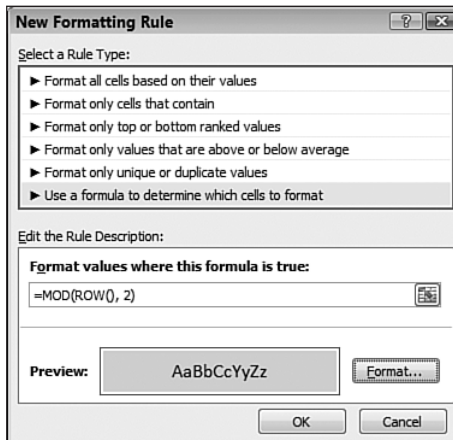 New Formatting Rule
Select a Rule Type:
► Format all cells based on their values
► Format only cells that contain
► Format only top or bottom ranked values
► Format only values that are above or below average
► Format only unique or duplicate values
► Use a formula to determine which cells to format
Edit the Rule Description:
Format values where this formula is true:
=MOD(ROW(), 2)
Preview: AaBbCcYyZz Format...
OK Cancel